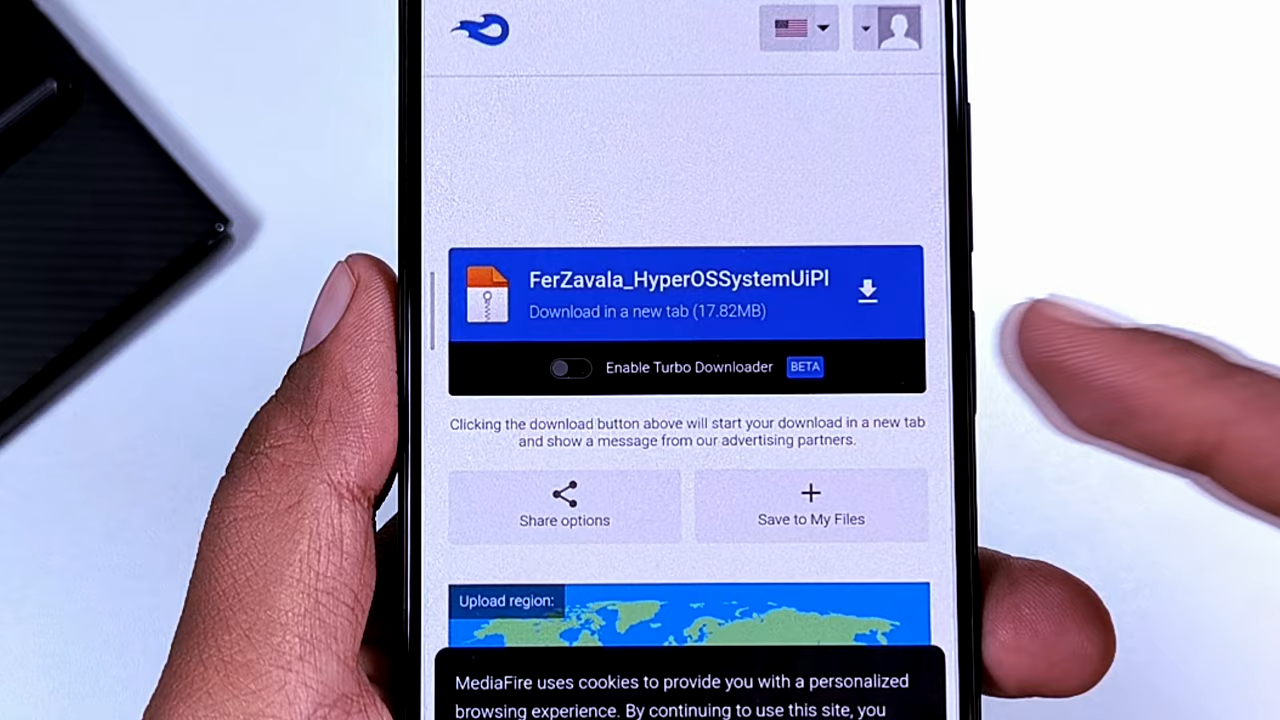 FerZavala_HyperOSSystemUiPl
Download in a new tab (17.82MB)
Enable Turbo Downloader BETA
Clicking the download button above will start your download in a new tab
and show a message from our advertising partners.
Share options
Save to My Files
Upload region:
MediaFire uses cookies to provide you with a personalized
browsing experience. By continuing to use this site, you